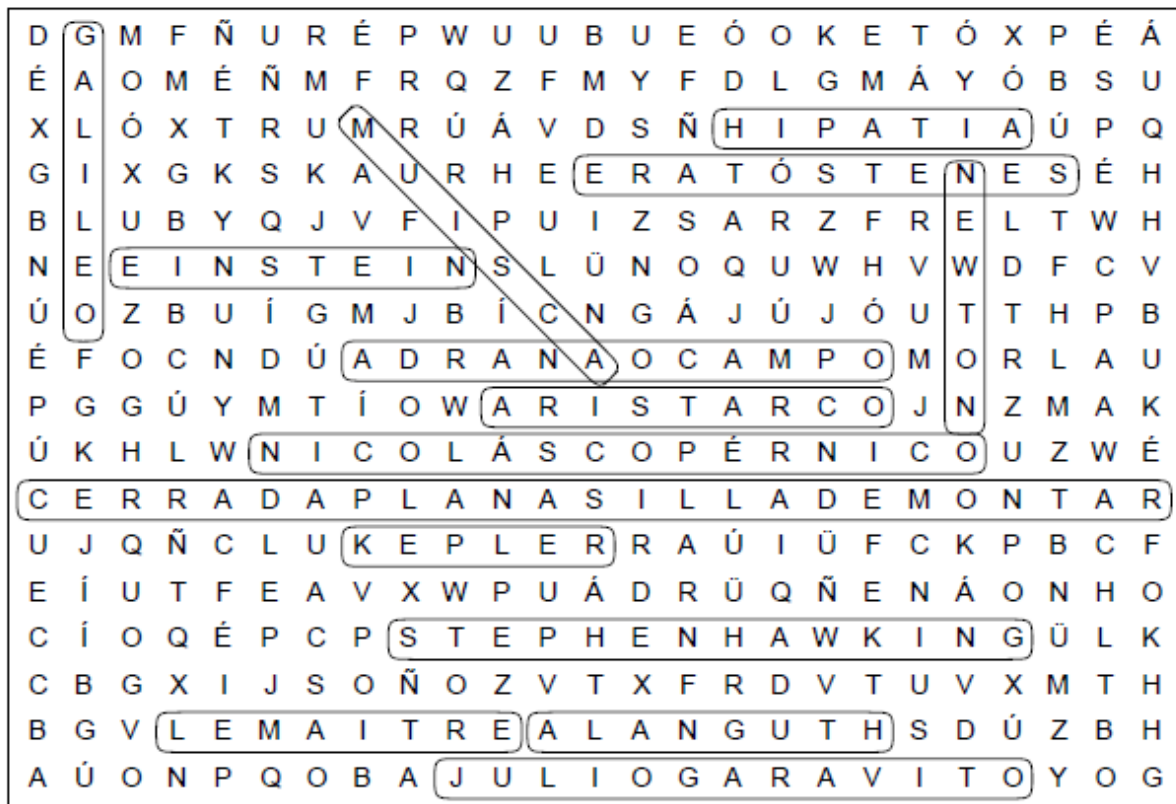 D G M F Ñ U R É P W U U B U E Ó O K E T Ó X P É Á
É A O M É Ñ M F R Q Z F M Y F D L G M Á Y Ó B S U
X L Ó X T R U M R Ú Á V D S Ñ H I P A T I A Ú P Q
G I X G K S K A U R H E E R A T Ó S T E N E S É H
B L U B Y Q J V F I P U I Z S A R Z F R E L T W H
N E E I N S T E I N S L Ü N O Q U W H V W D F C V
Ú O Z B U Í G M J B Í C N G Á J Ú J Ó U T T H P B
É F O C N D Ú A D R A N A O C A M P O M O R L A U
P G G Ú Y M T Í O W A R I S T A R C O J N Z M A K
Ú K H L W N I C O L Á S C O P É R N I C O U Z W É
C E R R A D A P L A N A S I L L A D E M O N T A R
U J Q Ñ C L U K E P L E R R A Ú I Ü F C K P B C F
E Í U T F E A V X W P U Á D R Ü Q Ñ E N Á O N H O
C Í O Q É P C P S T E P H E N H A W K I N G Ü L K
C B G X I J S O Ñ O Z V T X F R D V T U V X M T H
B G V L E M A I T R E A L A N G U T H S D Ú Z B H
A Ú O N P Q O B A J U L I O G A R A V I T O Y O G